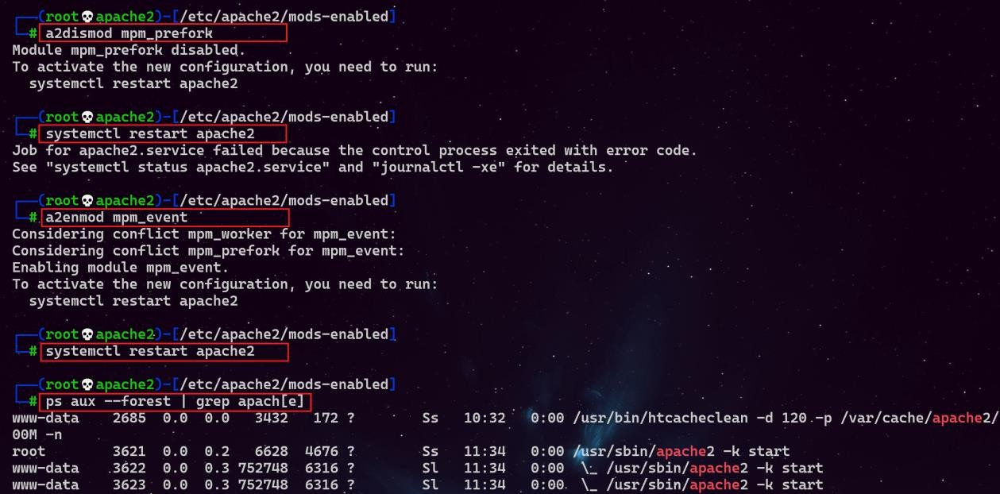 ┌──(root💀apache2)-[/etc/apache2/mods-enabled]
└─# a2dismod mpm_prefork
Module mpm_prefork disabled.
To activate the new configuration, you need to run:
  systemctl restart apache2
┌──(root💀apache2)-[/etc/apache2/mods-enabled]
└─# systemctl restart apache2
Job for apache2.service failed because the control process exited with error code.
See "systemctl status apache2.service" and "journalctl -xe" for details.
┌──(root💀apache2)-[/etc/apache2/mods-enabled]
└─# a2enmod mpm_event
Considering conflict mpm_worker for mpm_event:
Considering conflict mpm_prefork for mpm_event:
Enabling module mpm_event.
To activate the new configuration, you need to run:
  systemctl restart apache2
┌──(root💀apache2)-[/etc/apache2/mods-enabled]
└─# systemctl restart apache2
┌──(root💀apache2)-[/etc/apache2/mods-enabled]
└─# ps aux --forest | grep apach[e]
www-data    2685  0.0  0.0   3432   172 ?        Ss   10:32   0:00 /usr/bin/htcacheclean -d 120 -p /var/cache/apache2/
00M -n
root        3621  0.0  0.2   6628  4676 ?        Ss   11:34   0:00 /usr/sbin/apache2 -k start
www-data    3622  0.0  0.3 752748  6316 ?        Sl   11:34   0:00  \_ /usr/sbin/apache2 -k start
www-data    3623  0.0  0.3 752748  6316 ?        Sl   11:34   0:00  \_ /usr/sbin/apache2 -k start